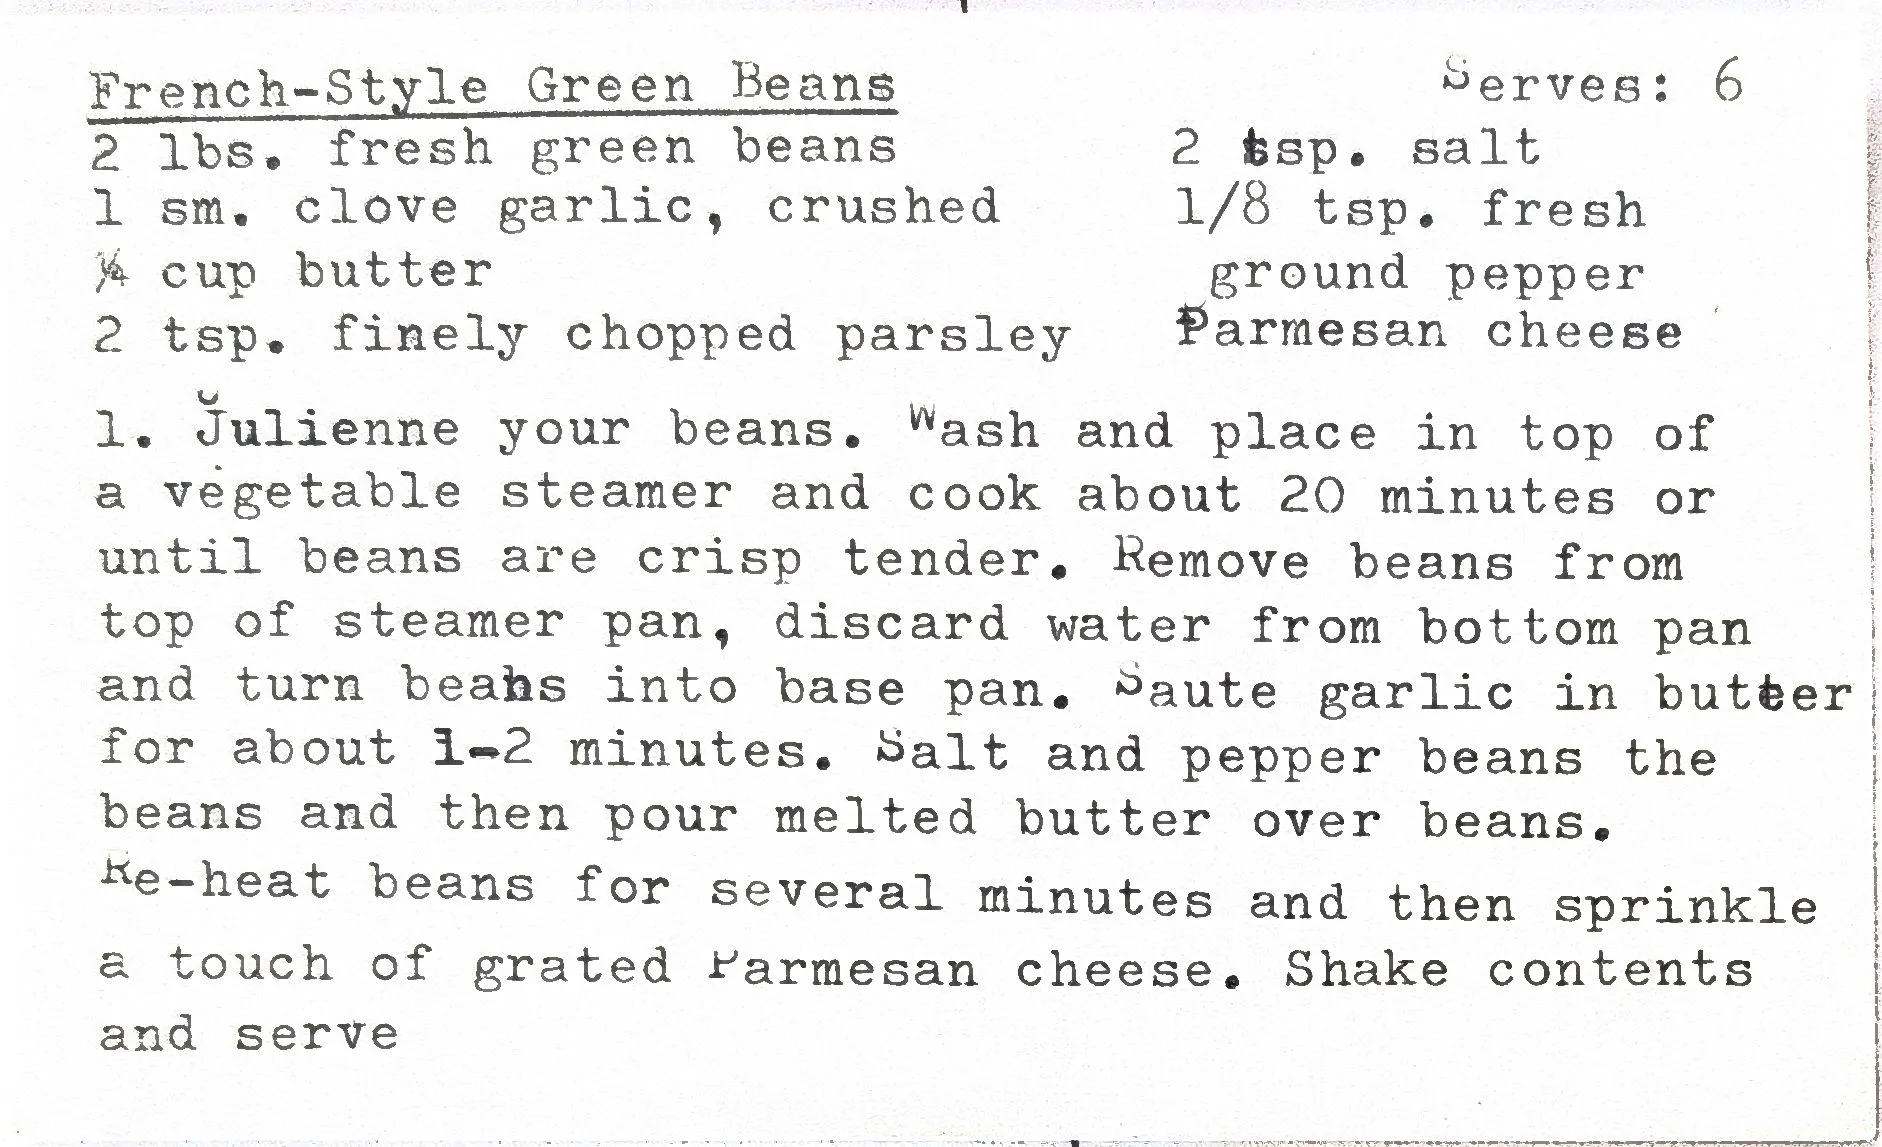 French-Style Green Beans Serves: 6
2 lbs. fresh green beans 2 tsp. salt
1 sm. clove garlic, crushed 1/8 tsp. fresh
¼ cup butter ground pepper
2 tsp. finely chopped parsley Parmesan cheese
1. Julienne your beans. Wash and place in top of
a vegetable steamer and cook about 20 minutes or
until beans are crisp tender. Remove beans from
top of steamer pan, discard water from bottom pan
and turn beans into base pan. Saute garlic in butter
for about 1-2 minutes. Salt and pepper beans the
beans and then pour melted butter over beans.
Re-heat beans for several minutes and then sprinkle
a touch of grated Parmesan cheese. Shake contents
and serve